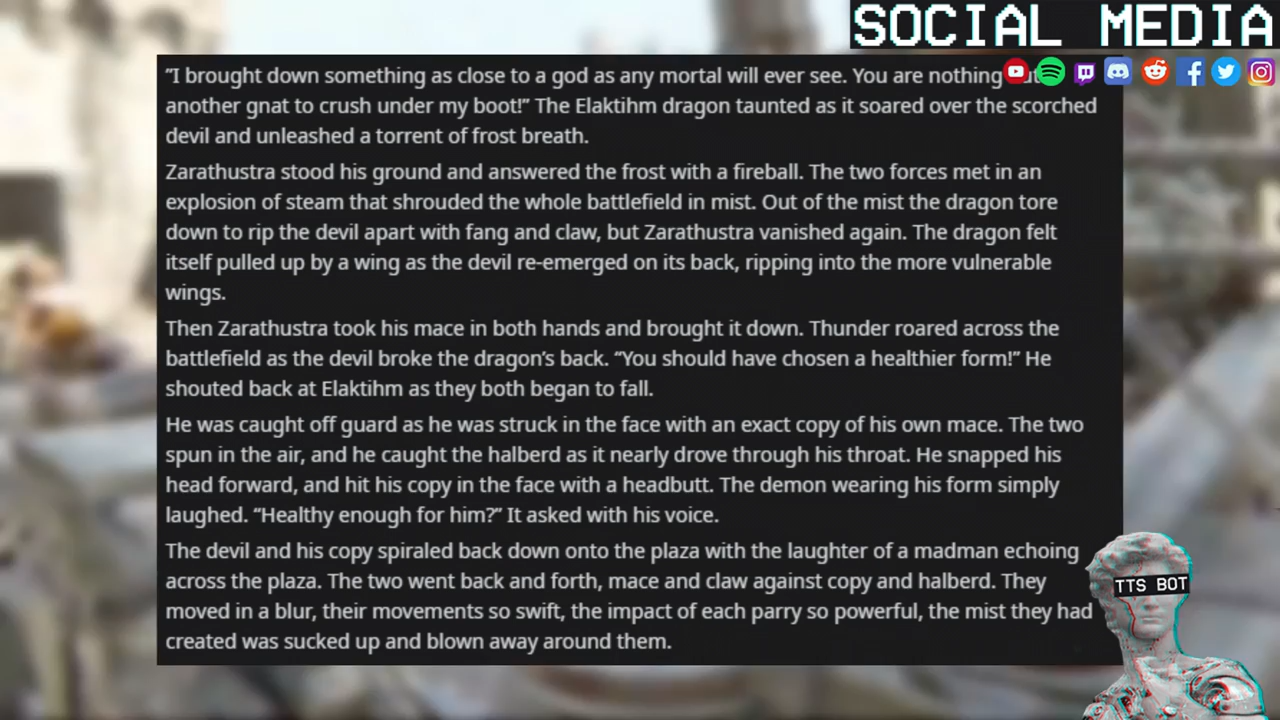 SOCIAL MEDIA
“I brought down something as close to a god as any mortal will ever see. You are nothing
another gnat to crush under my boot!” The Elaktihm dragon taunted as it soared over the scorched
devil and unleashed a torrent of frost breath.
Zarathustra stood his ground and answered the frost with a fireball. The two forces met in an
explosion of steam that shrouded the whole battlefield in mist. Out of the mist the dragon tore
down to rip the devil apart with fang and claw, but Zarathustra vanished again. The dragon felt
itself pulled up by a wing as the devil re-emerged on its back, ripping into the more vulnerable
wings.
Then Zarathustra took his mace in both hands and brought it down. Thunder roared across the
battlefield as the devil broke the dragon’s back. “You should have chosen a healthier form!” He
shouted back at Elaktihm as they both began to fall.
He was caught off guard as he was struck in the face with an exact copy of his own mace. The two
spun in the air, and he caught the halberd as it nearly drove through his throat. He snapped his
head forward, and hit his copy in the face with a headbutt. The demon wearing his form simply
laughed. “Healthy enough for him?” It asked with his voice.
The devil and his copy spiraled back down onto the plaza with the laughter of a madman echoing
across the plaza. The two went back and forth, mace and claw against copy and halberd. They
moved in a blur, their movements so swift, the impact of each parry so powerful, the mist they had
created was sucked up and blown away around them.
TTS BOT